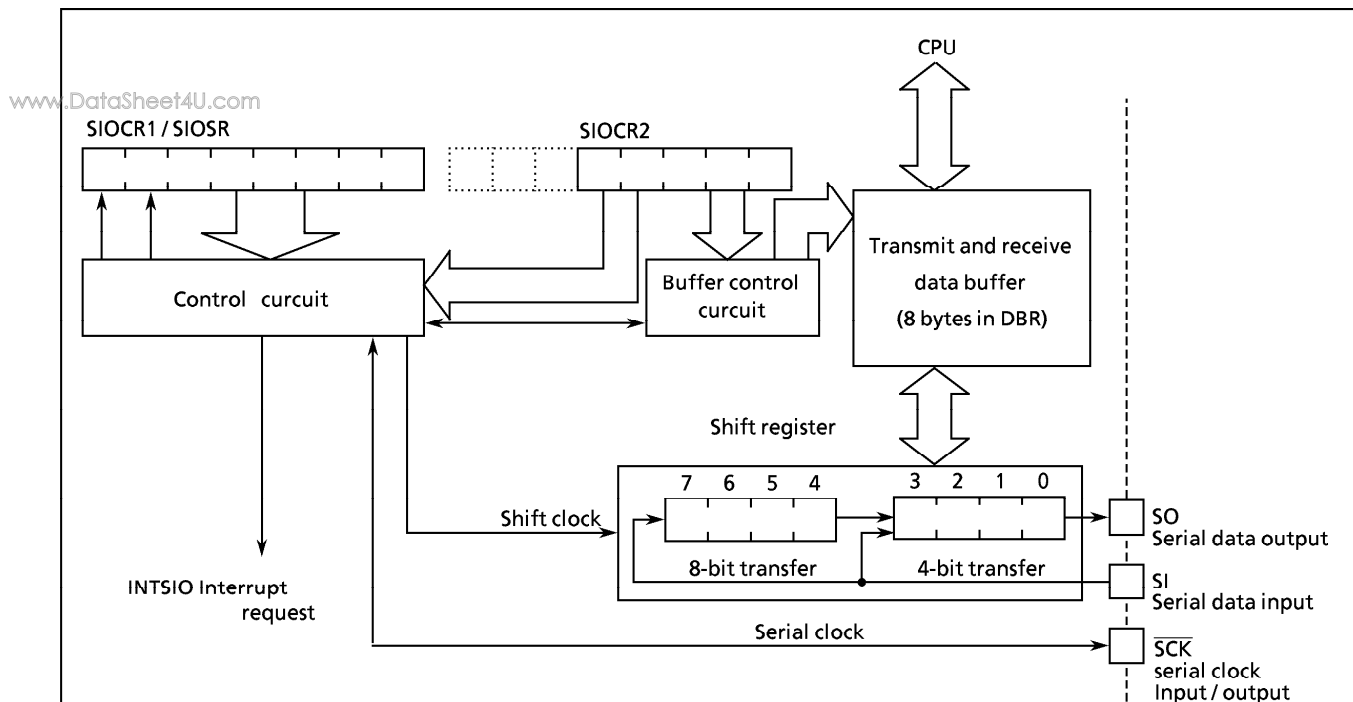 CPU
www.DataSheet4U.com
SIOCR1 / SIOSR
SIOCR2
Control curcuit
Buffer control
curcuit
Transmit and receive
data buffer
(8 bytes in DBR)
Shift register
7 6 5 4
3 2 1 0
Shift clock
8-bit transfer
4-bit transfer
SO
Serial data output
SI
Serial data input
INTSIO Interrupt
request
Serial clock
SCK
serial clock
Input / output